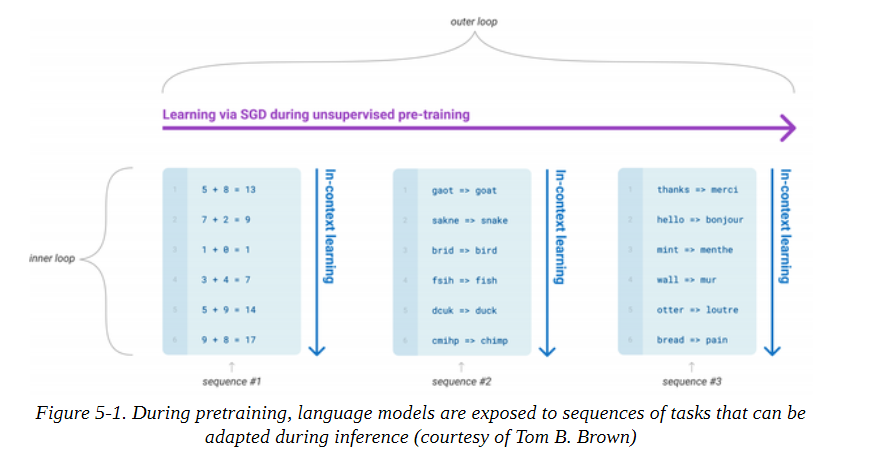 outer loop
Learning via SGD during unsupervised pre-training
inner loop
1 5 + 8 = 13
2 7 + 2 = 9
3 1 + 0 = 1
4 3 + 4 = 7
5 5 + 9 = 14
6 9 + 8 = 17
In-context learning
sequence #1
1 gaot => goat
2 sakne => snake
3 brid => bird
4 fsih => fish
5 dcuk => duck
6 cmihp => chimp
In-context learning
sequence #2
1 thanks => merci
2 hello => bonjour
3 mint => menthe
4 wall => mur
5 otter => loutre
6 bread => pain
In-context learning
sequence #3
Figure 5-1. During pretraining, language models are exposed to sequences of tasks that can be
adapted during inference (courtesy of Tom B. Brown)